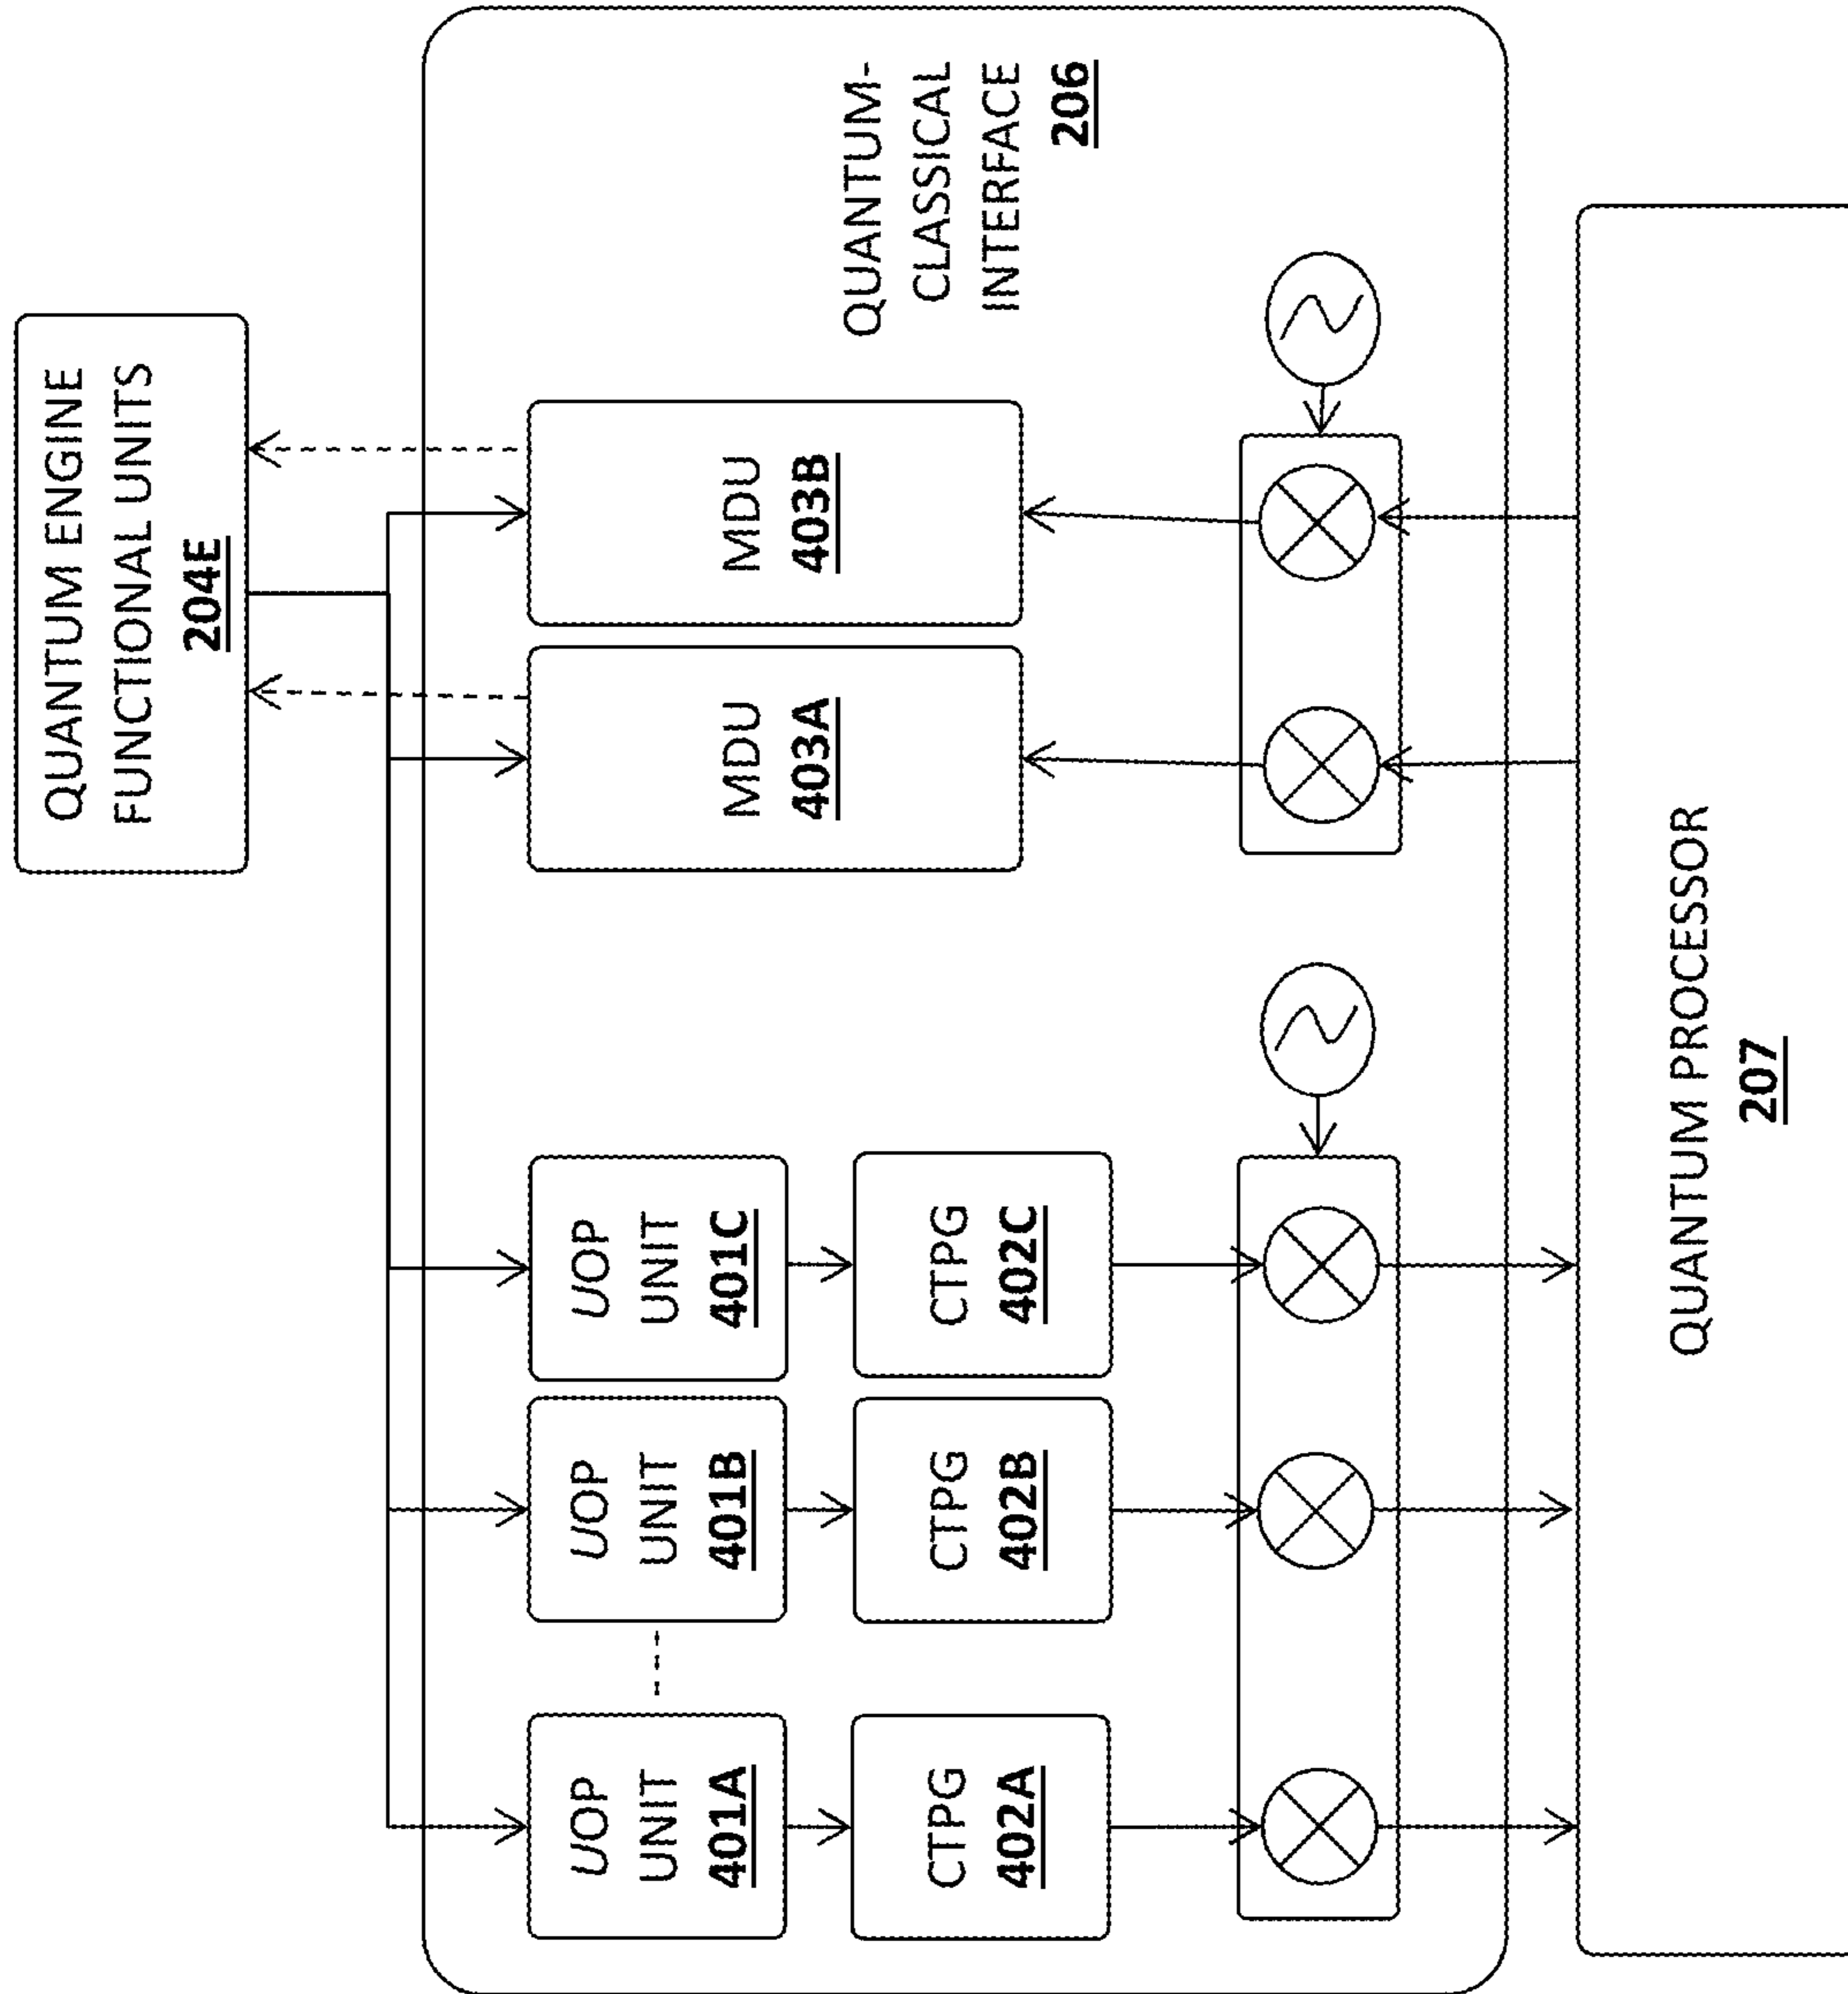 QUANTUM ENGINE
FUNCTIONAL UNITS
204E
UOP
UNIT
401A
UOP
UNIT
401B
UOP
UNIT
401C
MDU
403A
MDU
403B
CTPG
402A
CTPG
402B
CTPG
402C
QUANTUM-
CLASSICAL
INTERFACE
206
QUANTUM PROCESSOR
207